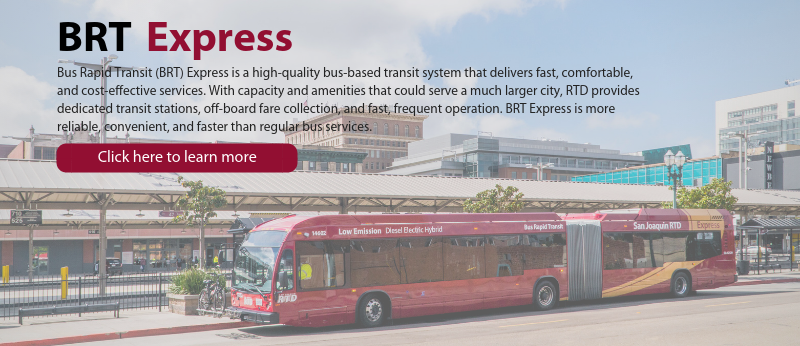 BRT Express
Bus Rapid Transit (BRT) Express is a high-quality bus-based transit system that delivers fast, comfortable,
and cost-effective services. With capacity and amenities that could serve a much larger city, RTD provides
dedicated transit stations, off-board fare collection, and fast, frequent operation. BRT Express is more
reliable, convenient, and faster than regular bus services.
Click here to learn more
14602 Low Emission Diesel Electric Hybrid
Bus Rapid Transit
San Joaquin RTD
Express
RTD